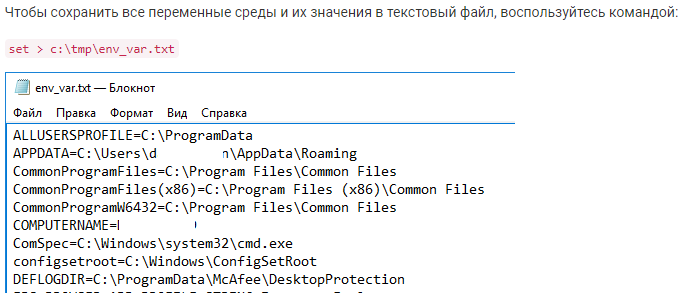 Чтобы сохранить все переменные среды и их значения в текстовый файл, воспользуйтесь командой:
set > c:\tmp\env_var.txt
env_var.txt — Блокнот
Файл Правка Формат Вид Справка
ALLUSERSPROFILE=C:\ProgramData
APPDATA=C:\Users\d n\AppData\Roaming
CommonProgramFiles=C:\Program Files\Common Files
CommonProgramFiles(x86)=C:\Program Files (x86)\Common Files
CommonProgramW6432=C:\Program Files\Common Files
COMPUTERNAME=
ComSpec=C:\Windows\system32\cmd.exe
configsetroot=C:\Windows\ConfigSetRoot
DEFLOGDIR=C:\ProgramData\McAfee\DesktopProtection